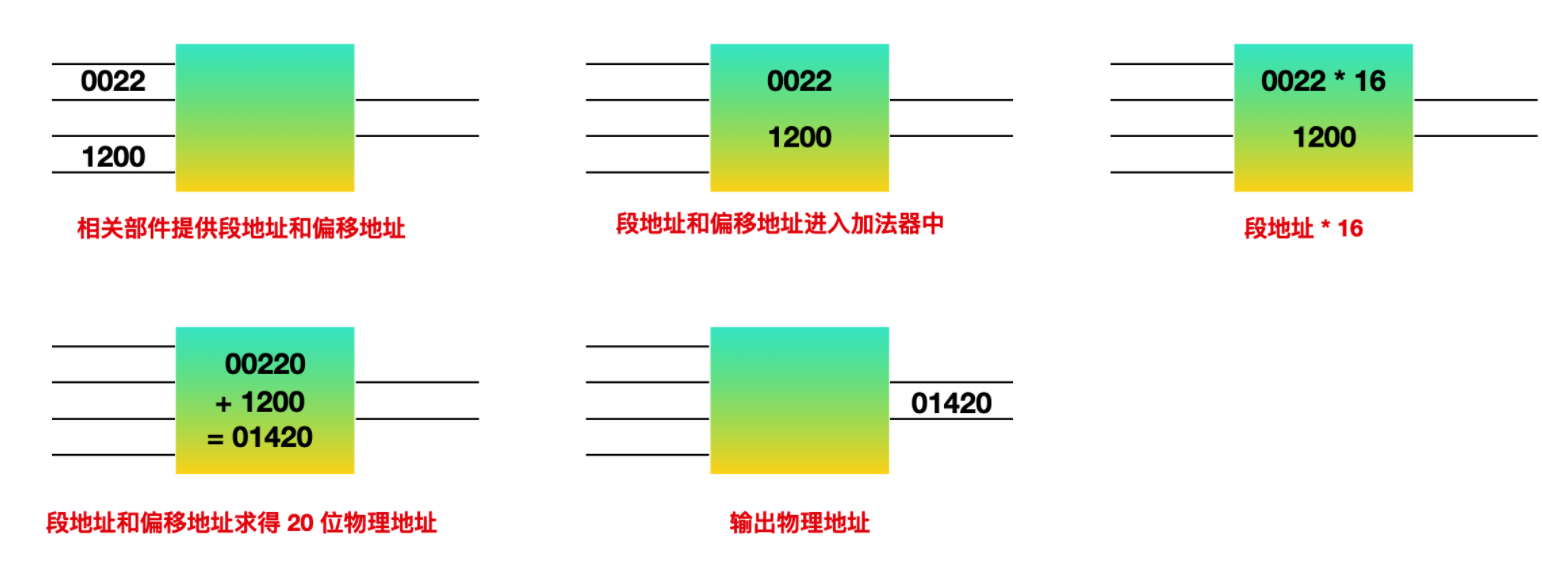 0022
1200
相关部件提供段地址和偏移地址
0022
1200
段地址和偏移地址进入加法器中
0022 * 16
1200
段地址 * 16
00220
+ 1200
= 01420
段地址和偏移地址求得 20 位物理地址
01420
输出物理地址